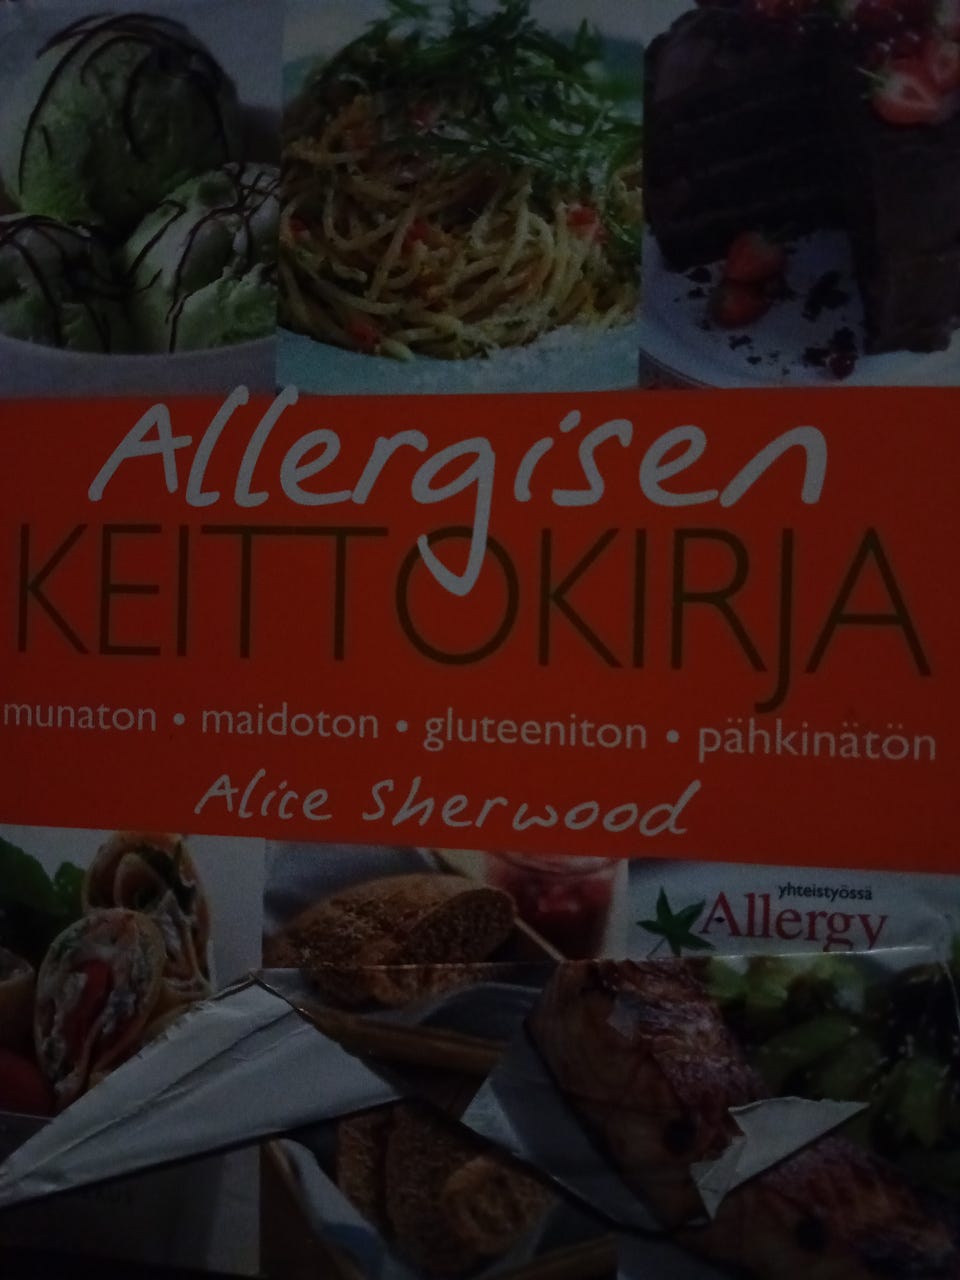 Allergisen
KEITTOKIRJA
munaton • maidoton • gluteeniton • pähkinätön
Alice Sherwood
yhteistyössä
Allergy